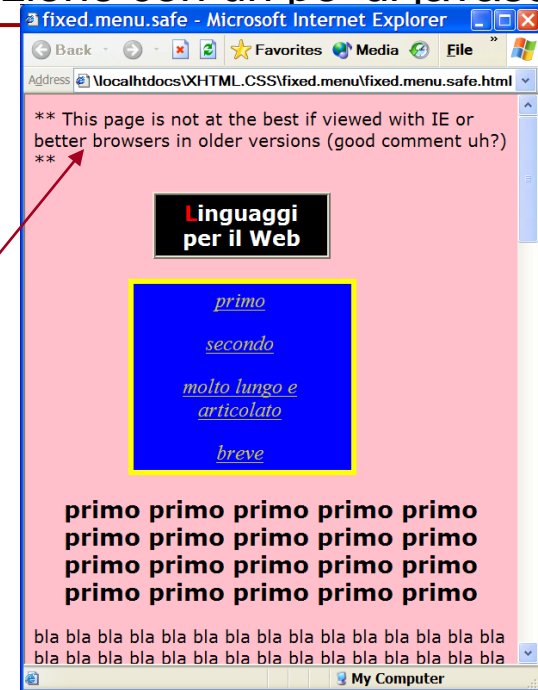 fixed.menu.safe - Microsoft Internet Explorer
Back Favorites Media File »
Address \localhtdocs\XHTML.CSS\fixed.menu\fixed.menu.safe.html
** This page is not at the best if viewed with IE or
better browsers in older versions (good comment uh?)
**
Linguaggi
per il Web
primo
secondo
molto lungo e
articolato
breve
primo primo primo primo primo
primo primo primo primo primo
primo primo primo primo primo
primo primo primo primo primo
bla bla bla bla bla bla bla bla bla bla bla bla bla bla bla
bla bla bla bla bla bla bla bla bla bla bla bla bla bla bla
My Computer